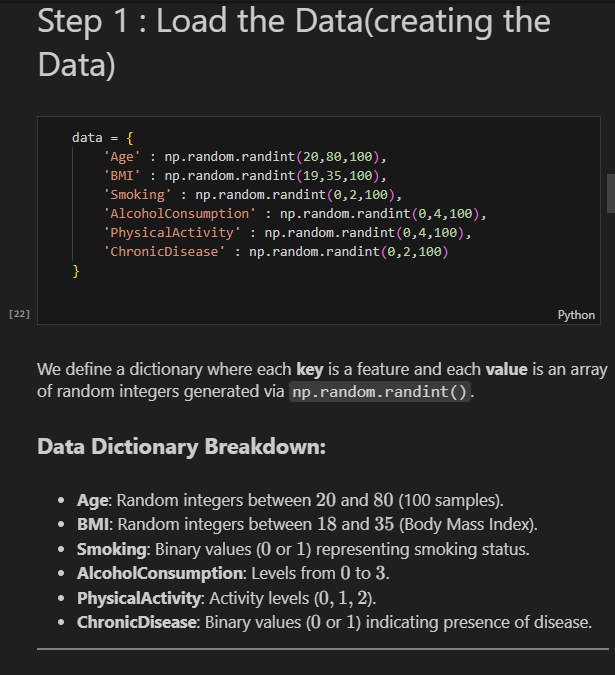 Step 1 : Load the Data(creating the
Data)
data = {
'Age' : np.random.randint(20,80,100),
'BMI' : np.random.randint(19,35,100),
'Smoking' : np.random.randint(0,2,100),
'AlcoholConsumption' : np.random.randint(0,4,100),
'PhysicalActivity' : np.random.randint(0,4,100),
'ChronicDisease' : np.random.randint(0,2,100)
}
[22]
Python
We define a dictionary where each key is a feature and each value is an array
of random integers generated via np.random.randint().
Data Dictionary Breakdown:
• Age: Random integers between 20 and 80 (100 samples).
• BMI: Random integers between 18 and 35 (Body Mass Index).
• Smoking: Binary values (0 or 1) representing smoking status.
• AlcoholConsumption: Levels from 0 to 3.
• PhysicalActivity: Activity levels (0, 1, 2).
• ChronicDisease: Binary values (0 or 1) indicating presence of disease.